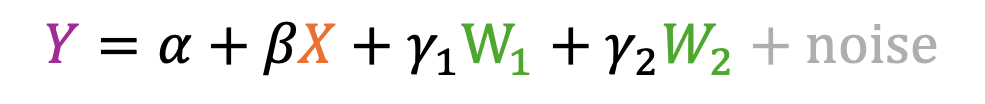 Y = α + βX + γ₁W₁ + γ₂W₂ + noise